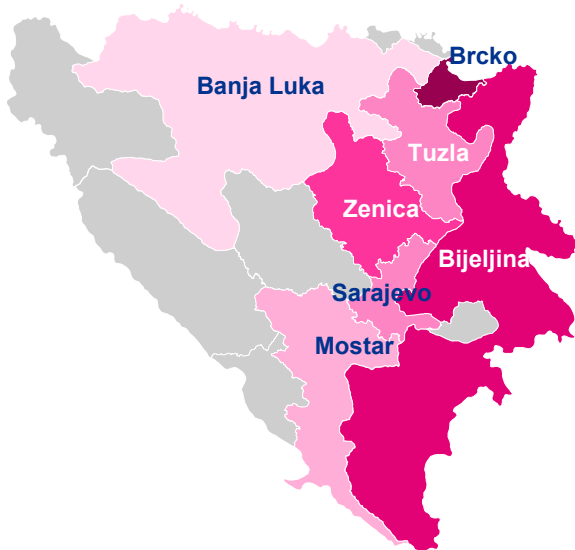 Brcko
Banja Luka
Tuzla
Zenica
Bijeljina
Sarajevo
Mostar